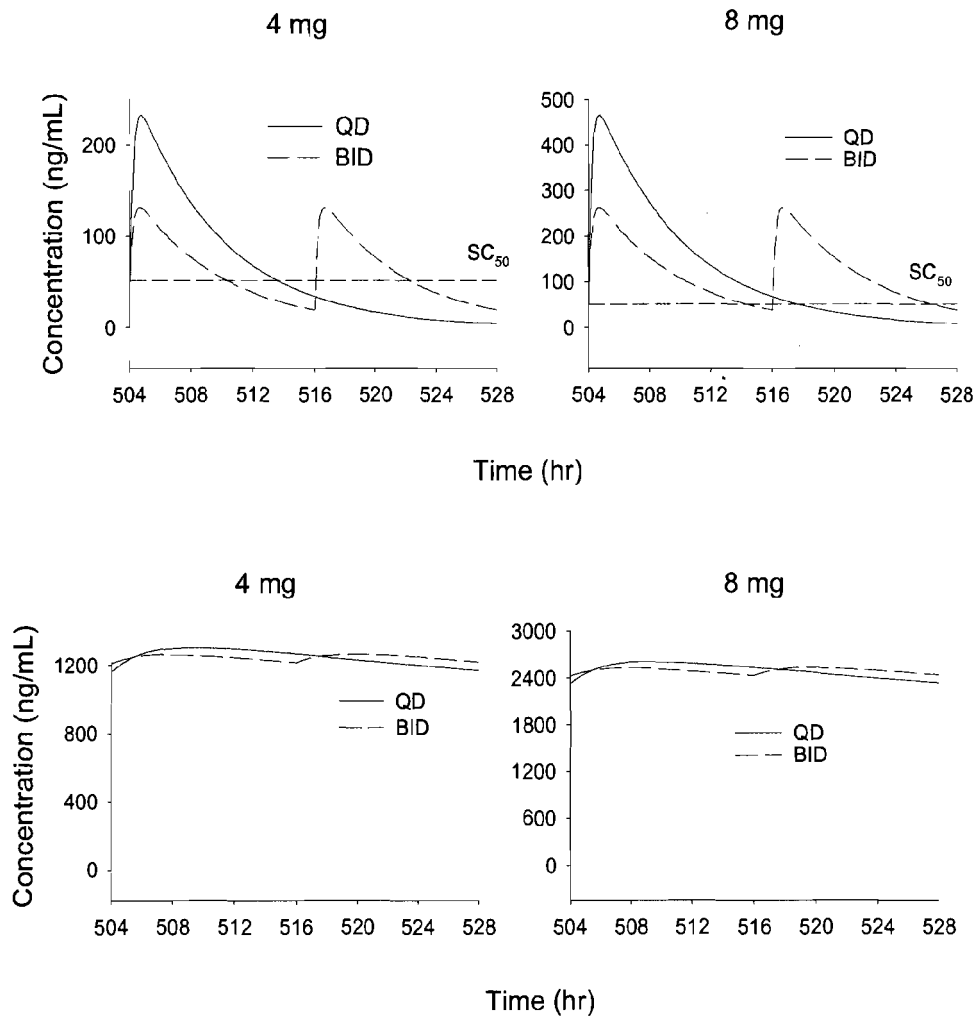 4 mg
8 mg
Concentration (ng/mL)
200
100
0
QD
BID
SC50
504 508 512 516 520 524 528
500
400
300
200
100
0
QD
BID
SC50
504 508 512 516 520 524 528
Time (hr)
4 mg
8 mg
Concentration (ng/mL)
1200
800
400
0
QD
BID
504 508 512 516 520 524 528
3000
2400
1800
1200
600
0
QD
BID
504 508 512 516 520 524 528
Time (hr)